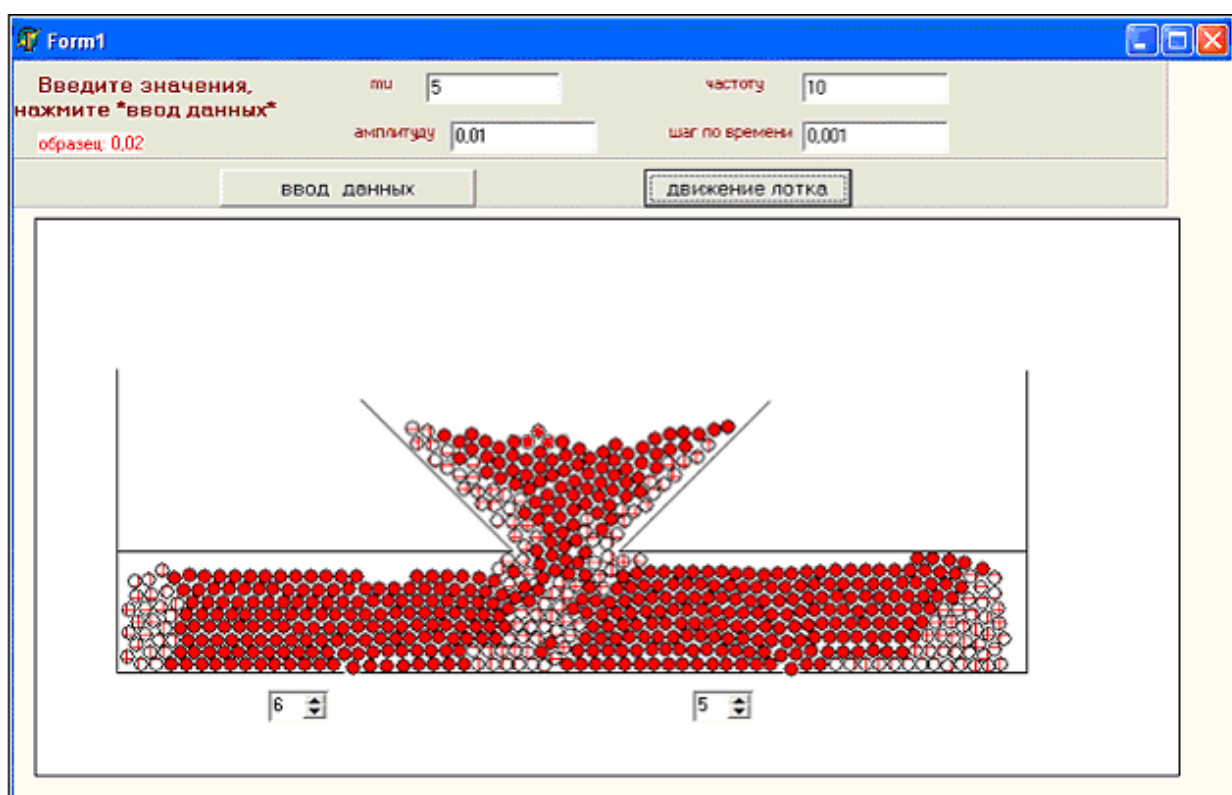 Form1
Введите значения,
нажмите *ввод данных*
образец: 0,02
mu 5
частоту 10
амплитуду 0,01
шаг по времени 0,001
ввод данных
движение лотка
6
5